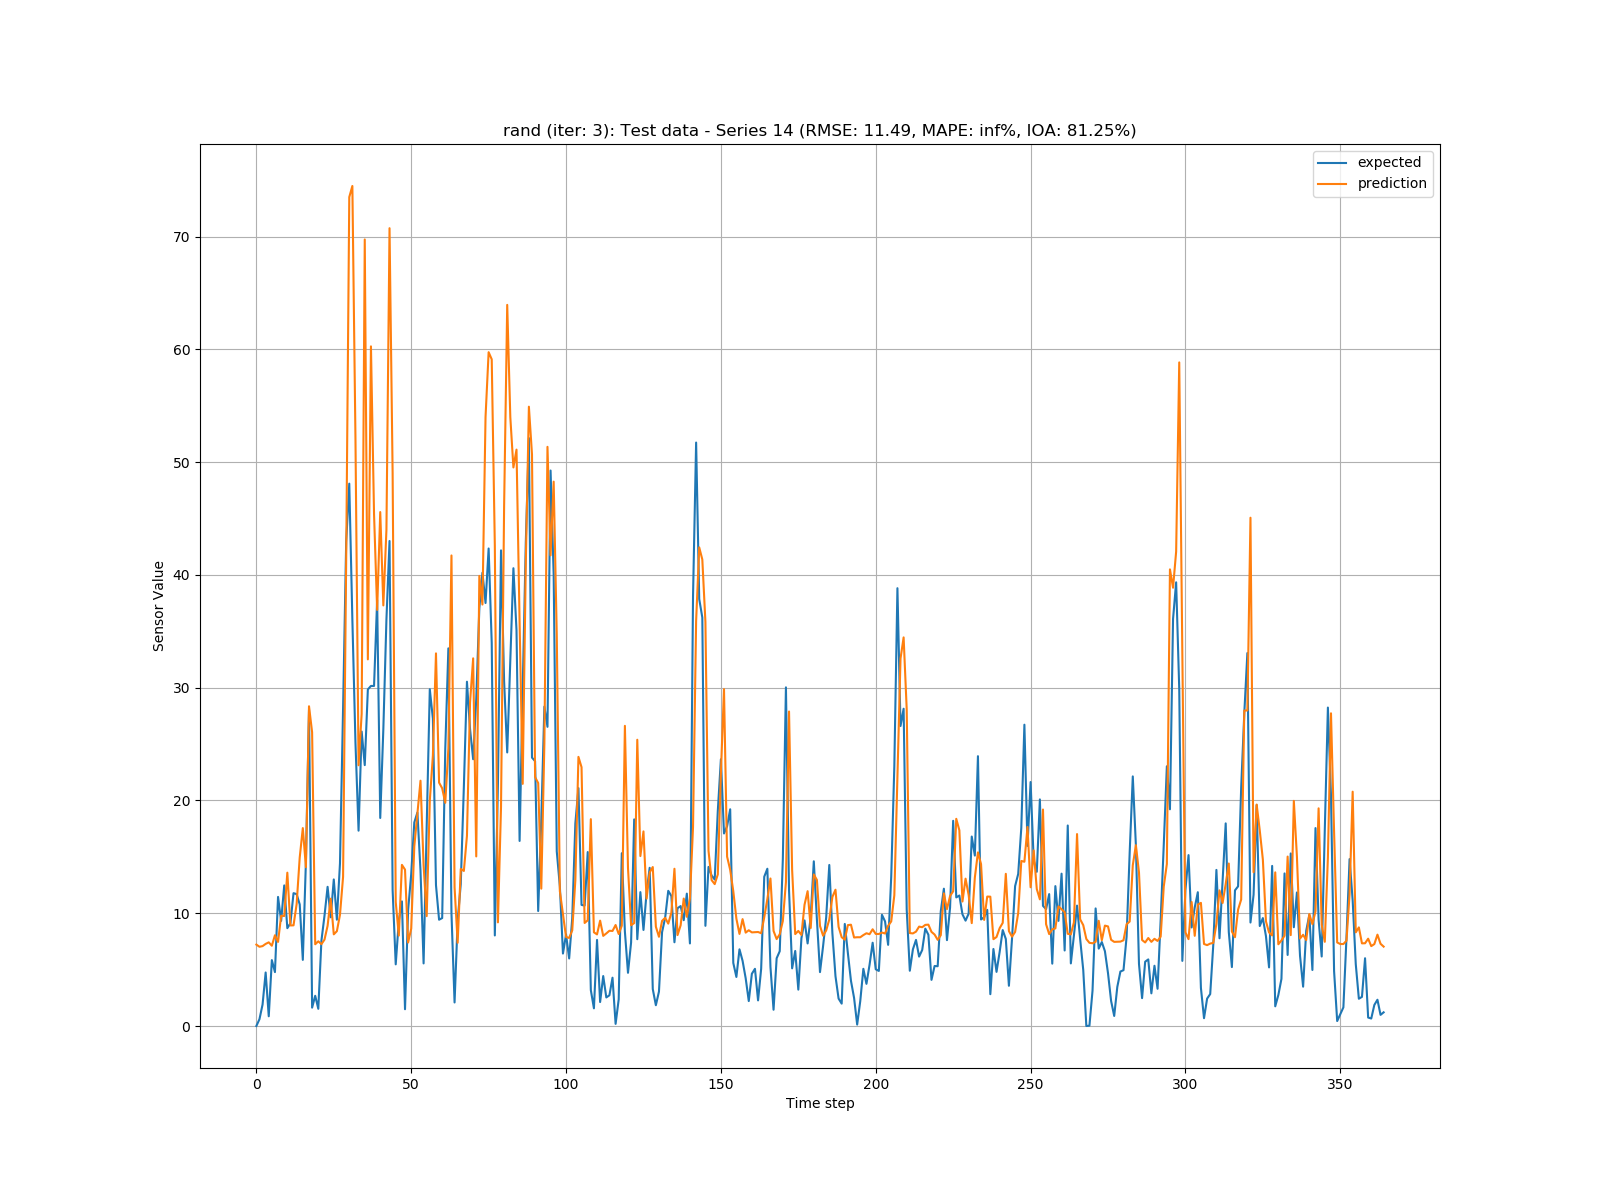 rand (iter: 3): Test data - Series 14 (RMSE: 11.49, MAPE: inf%, IOA: 81.25%)
expected
prediction
70
60
50
40
30
20
10
0
Sensor Value
0 50 100 150 200 250 300 350
Time step